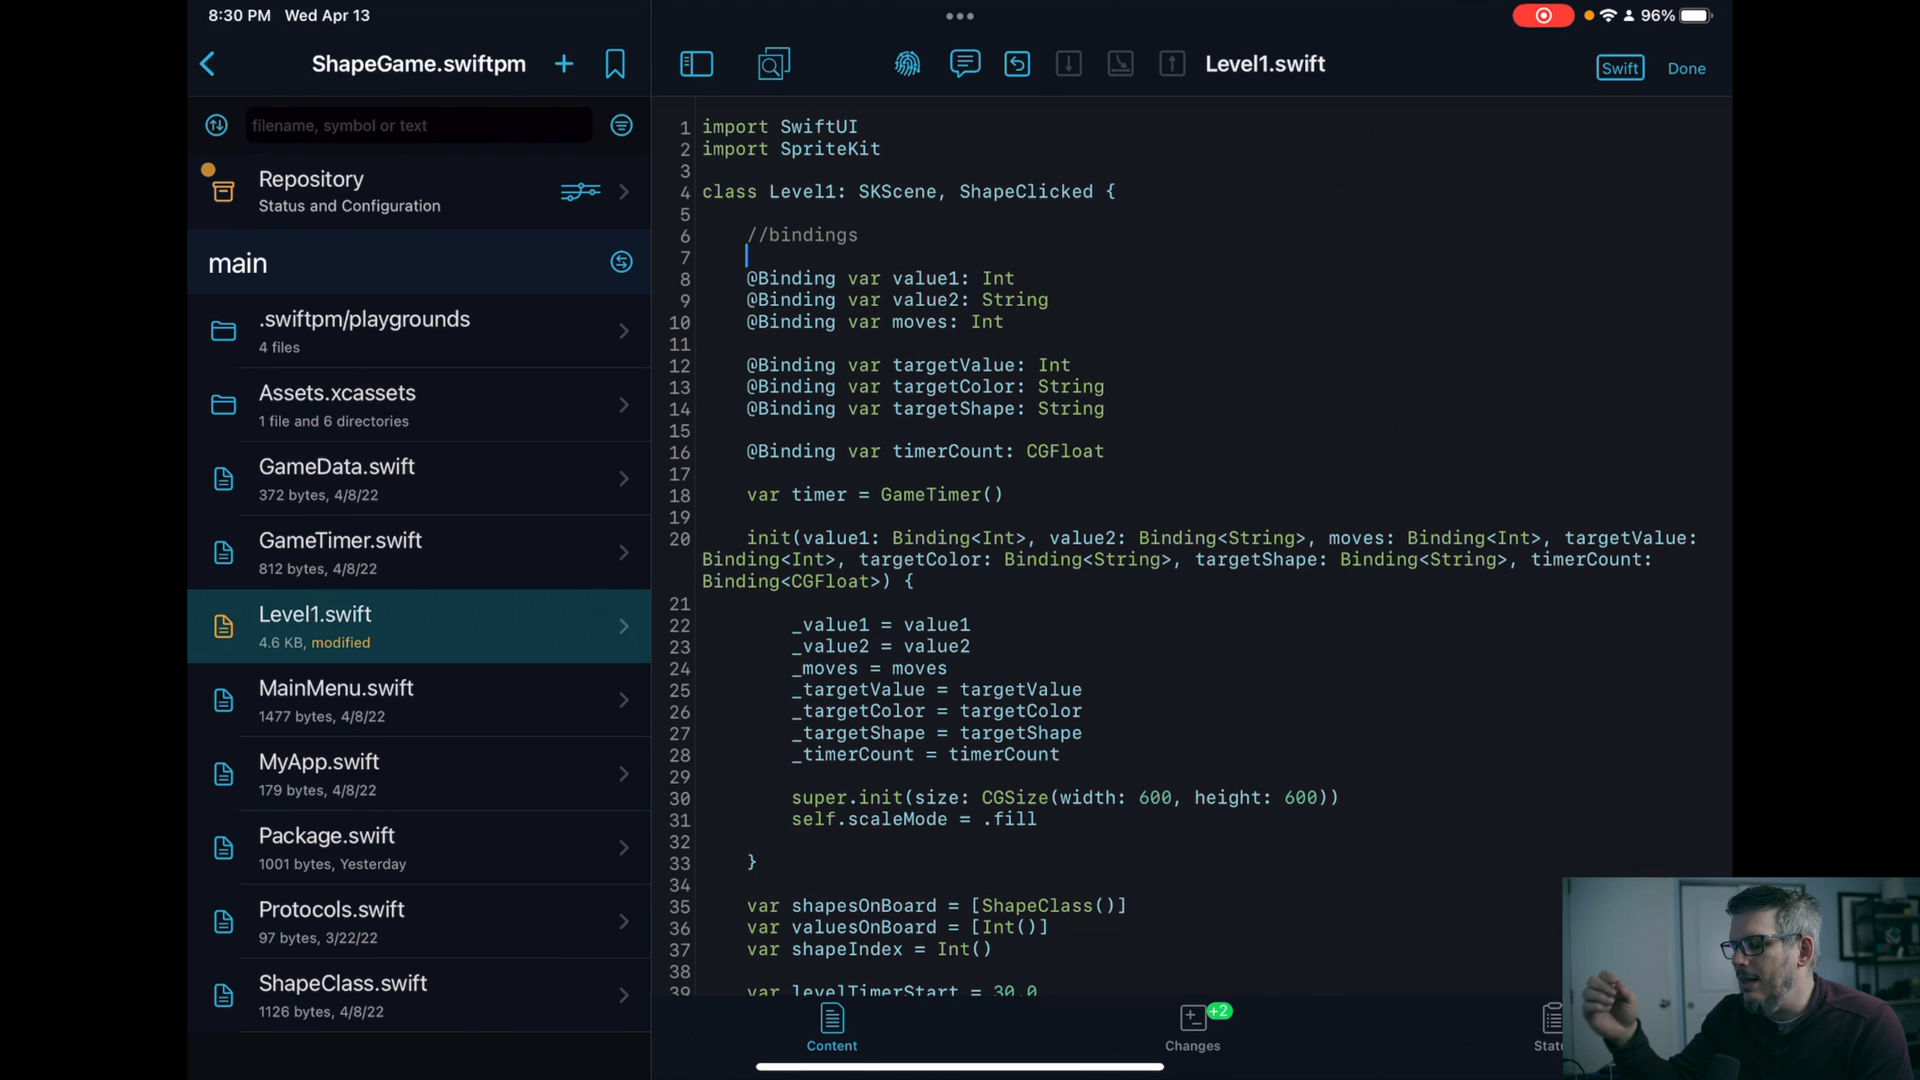 8:30 PM Wed Apr 13
96%
ShapeGame.swiftpm
Level1.swift
Swift
Done
filename, symbol or text
Repository
Status and Configuration
main
.swiftpm/playgrounds
4 files
Assets.xcassets
1 file and 6 directories
GameData.swift
372 bytes, 4/8/22
GameTimer.swift
812 bytes, 4/8/22
Level1.swift
4.6 KB, modified
MainMenu.swift
1477 bytes, 4/8/22
MyApp.swift
179 bytes, 4/8/22
Package.swift
1001 bytes, Yesterday
Protocols.swift
97 bytes, 3/22/22
ShapeClass.swift
1126 bytes, 4/8/22
1 import SwiftUI
2 import SpriteKit
3
4 class Level1: SKScene, ShapeClicked {
5
6 //bindings
7
8 @Binding var value1: Int
9 @Binding var value2: String
10 @Binding var moves: Int
11
12 @Binding var targetValue: Int
13 @Binding var targetColor: String
14 @Binding var targetShape: String
15
16 @Binding var timerCount: CGFloat
17
18 var timer = GameTimer()
19
20 init(value1: Binding<Int>, value2: Binding<String>, moves: Binding<Int>, targetValue:
Binding<Int>, targetColor: Binding<String>, targetShape: Binding<String>, timerCount:
Binding<CGFloat>) {
21
22 _value1 = value1
23 _value2 = value2
24 _moves = moves
25 _targetValue = targetValue
26 _targetColor = targetColor
27 _targetShape = targetShape
28 _timerCount = timerCount
29
30 super.init(size: CGSize(width: 600, height: 600))
31 self.scaleMode = .fill
32
33 }
34
35 var shapesOnBoard = [ShapeClass()]
36 var valuesOnBoard = [Int()]
37 var shapeIndex = Int()
38
39 var levelTimerStart = 30.0
Content
+2
Changes
Stat